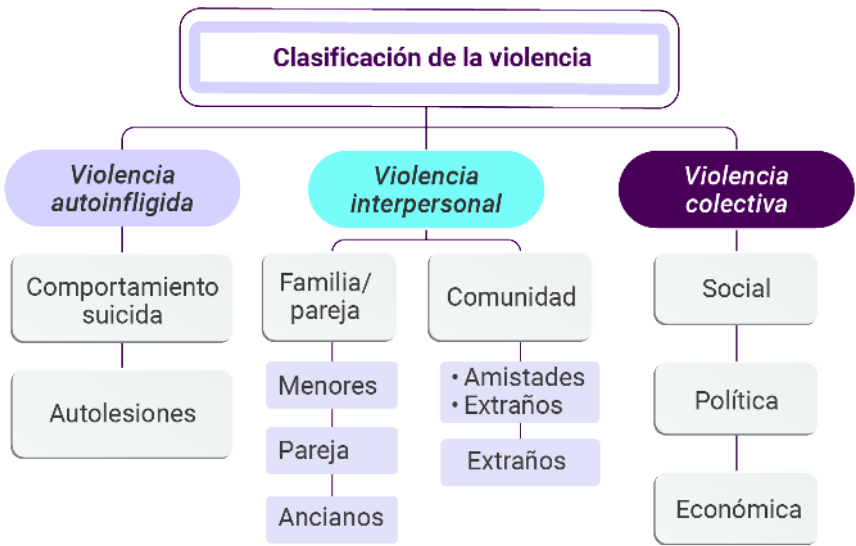 Clasificación de la violencia
Violencia
autoinfligida
Comportamiento
suicida
Autolesiones
Violencia
interpersonal
Familia/
pareja
Menores
Pareja
Ancianos
Comunidad
• Amistades
• Extraños
Extraños
Violencia
colectiva
Social
Política
Económica